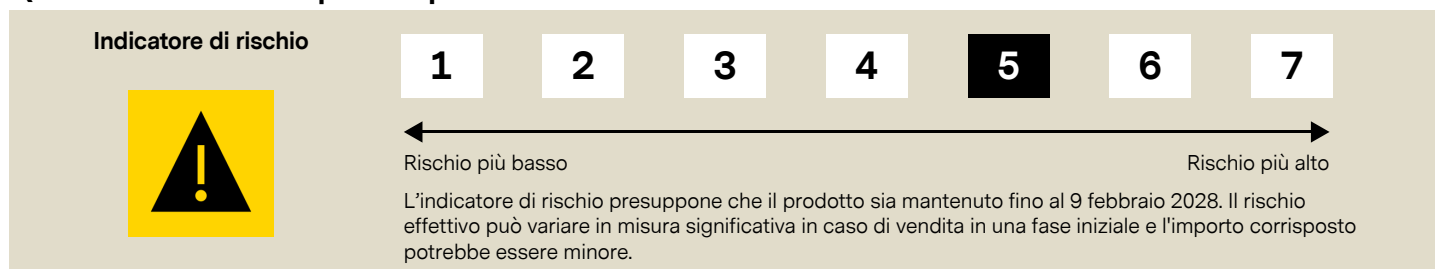 Indicatore di rischio
1 2 3 4 5 6 7
Rischio più basso
Rischio più alto
L'indicatore di rischio presuppone che il prodotto sia mantenuto fino al 9 febbraio 2028. Il rischio
effettivo può variare in misura significativa in caso di vendita in una fase iniziale e l'importo corrisposto
potrebbe essere minore.